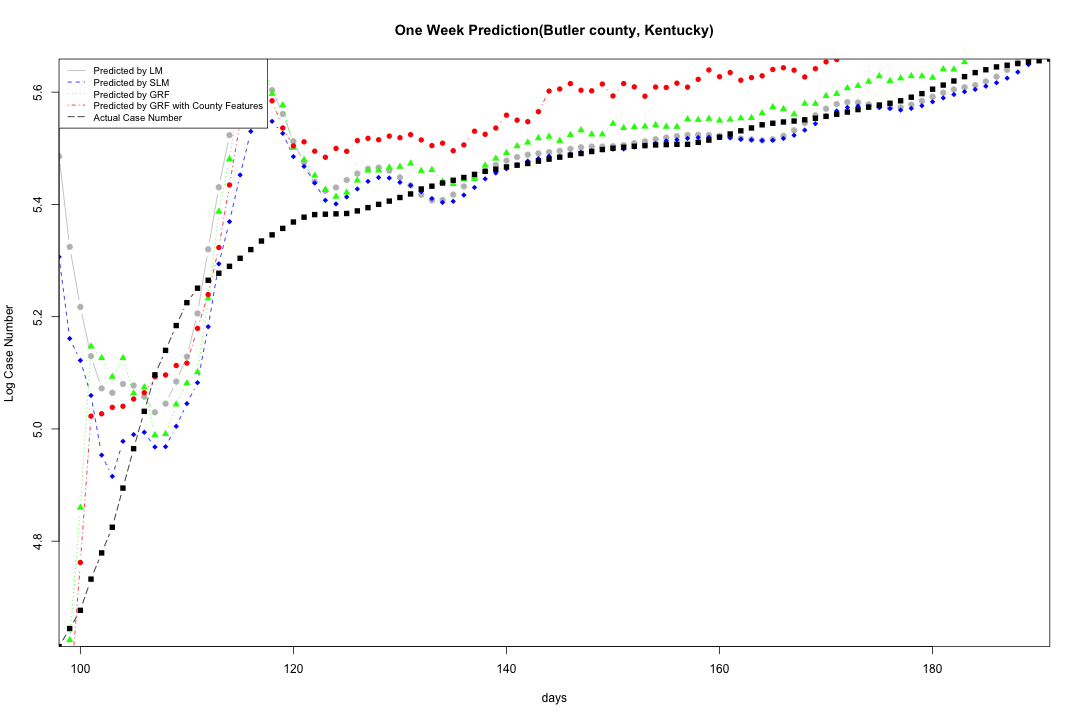 One Week Prediction(Butler county, Kentucky)
Predicted by LM
Predicted by SLM
Predicted by GRF
Predicted by GRF with County Features
Actual Case Number
5.6
5.4
5.2
5.0
4.8
Log Case Number
100 120 140 160 180
days